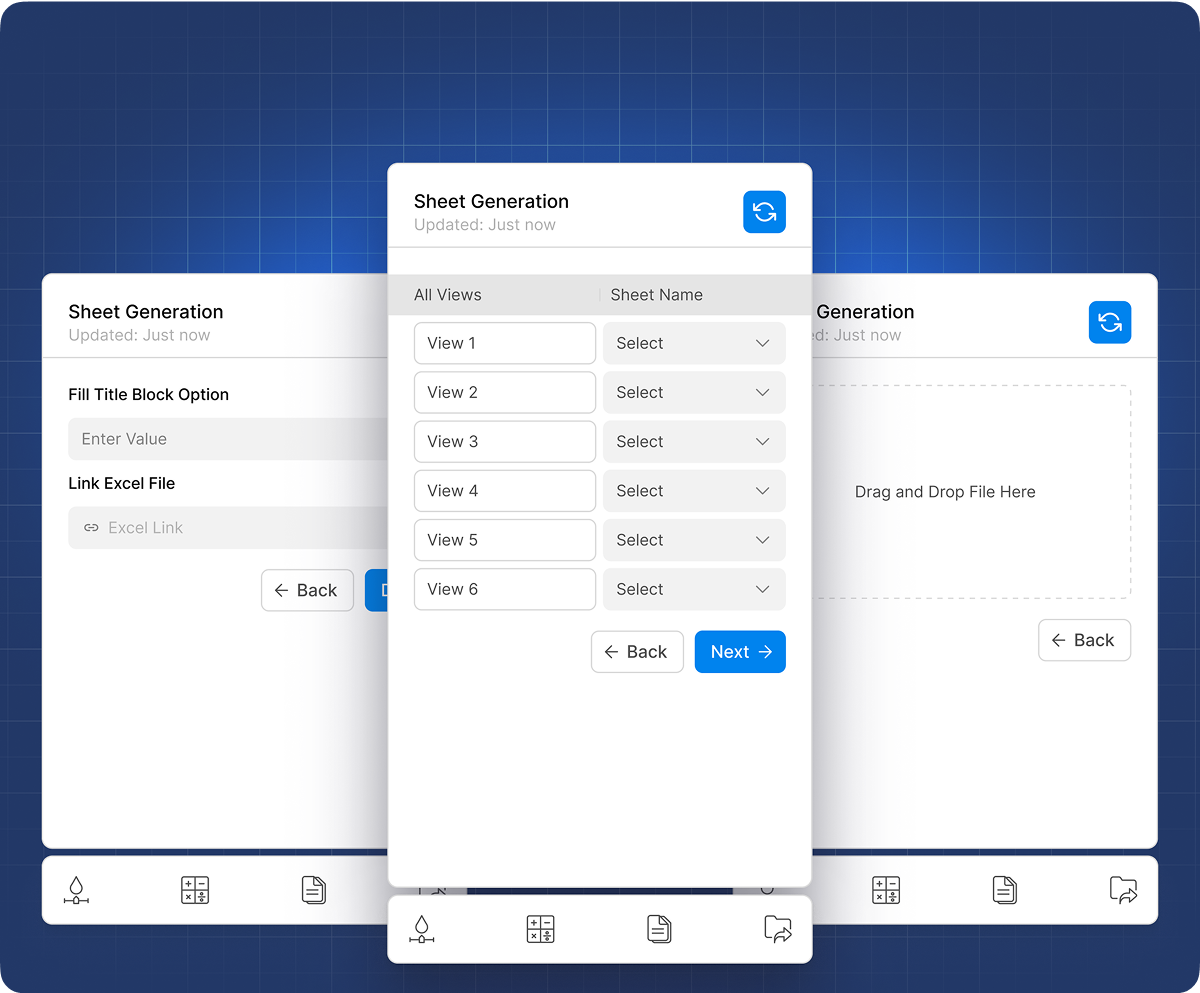 Sheet Generation
Updated: Just now
All Views Sheet Name
View 1 Select
View 2 Select
View 3 Select
View 4 Select
View 5 Select
View 6 Select
Back Next
Sheet Generation
Updated: Just now
Fill Title Block Option
Enter Value
Link Excel File
Excel Link
Back
Generation
Just now
Drag and Drop File Here
Back